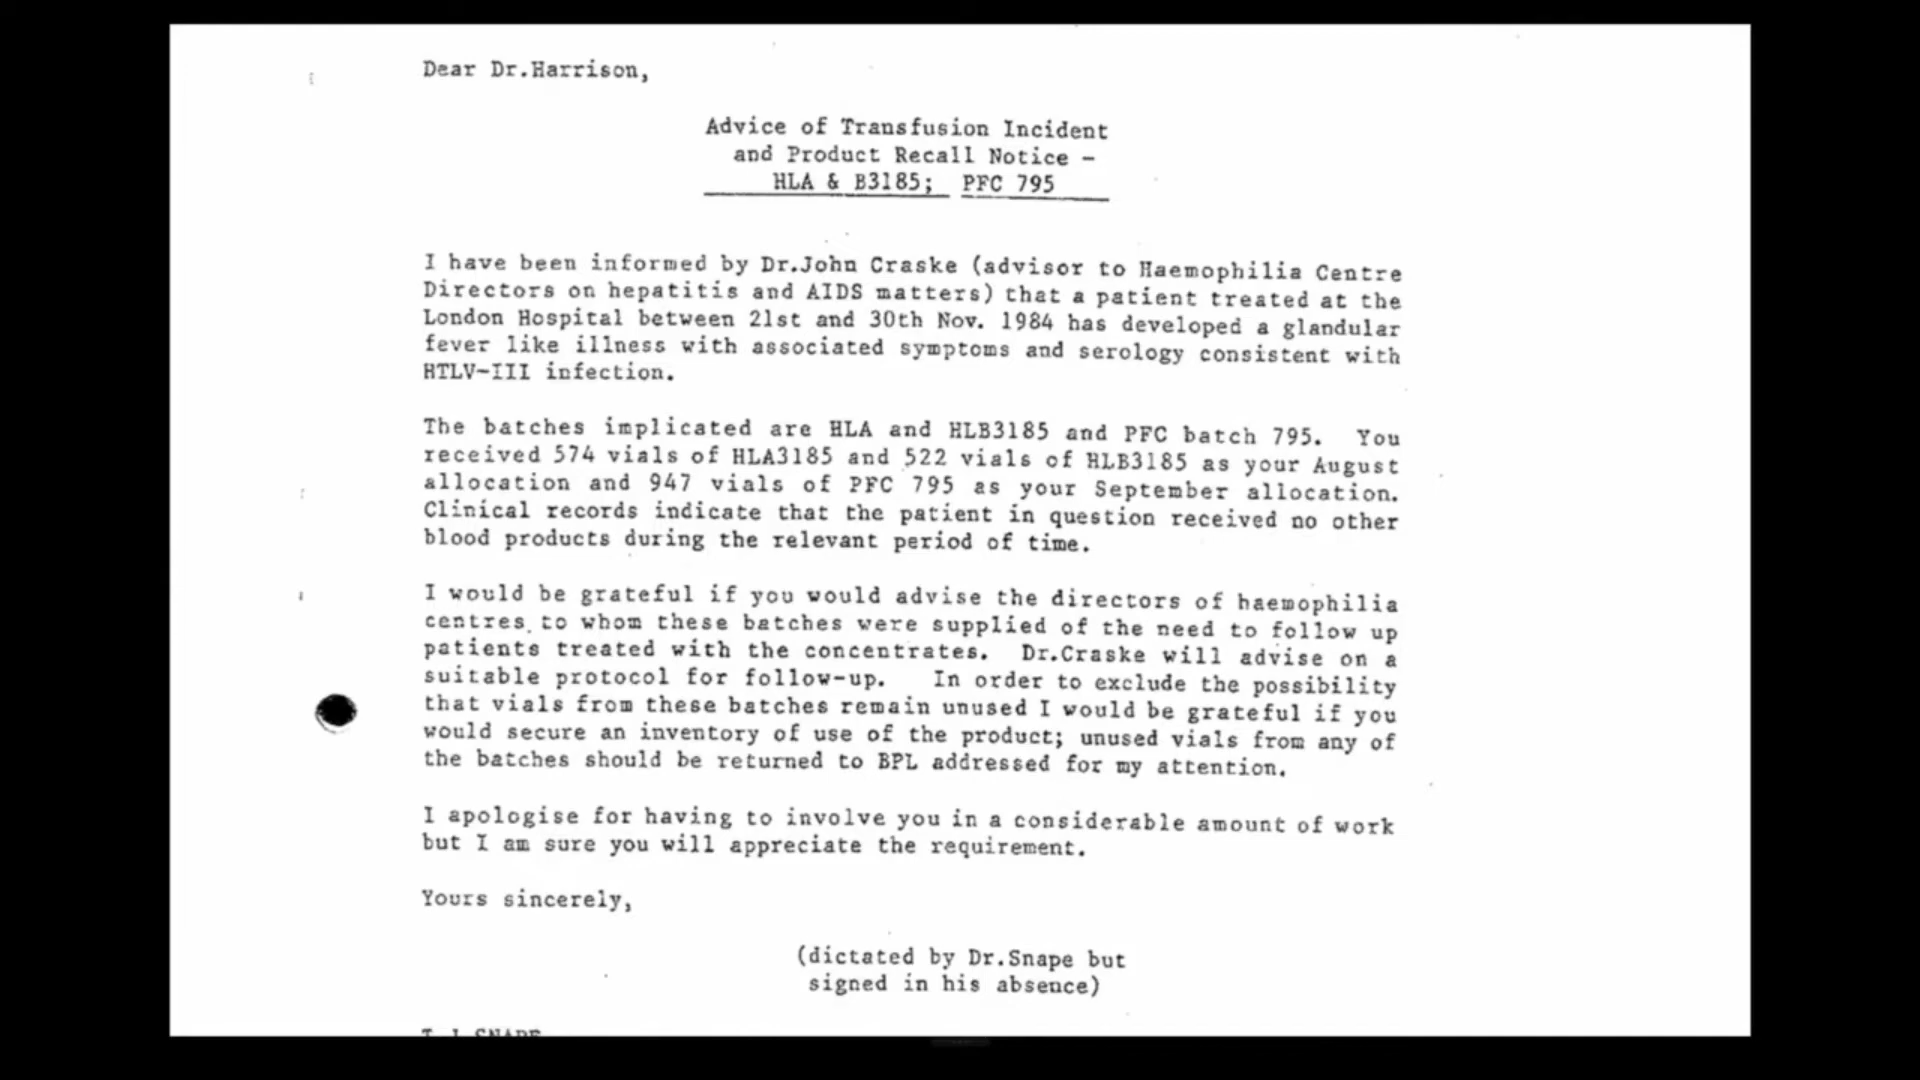 Dear Dr.Harrison,
Advice of Transfusion Incident
and Product Recall Notice -
HLA & B3185; PFC 795
I have been informed by Dr.John Craske (advisor to Haemophilia Centre
Directors on hepatitis and AIDS matters) that a patient treated at the
London Hospital between 21st and 30th Nov. 1984 has developed a glandular
fever like illness with associated symptoms and serology consistent with
HTLV-III infection.
The batches implicated are HLA and HLB3185 and PFC batch 795. You
received 574 vials of HLA3185 and 522 vials of HLB3185 as your August
allocation and 947 vials of PFC 795 as your September allocation.
Clinical records indicate that the patient in question received no other
blood products during the relevant period of time.
I would be grateful if you would advise the directors of haemophilia
centres to whom these batches were supplied of the need to follow up
patients treated with the concentrates. Dr.Craske will advise on a
suitable protocol for follow-up. In order to exclude the possibility
that vials from these batches remain unused I would be grateful if you
would secure an inventory of use of the product; unused vials from any of
the batches should be returned to BPL addressed for my attention.
I apologise for having to involve you in a considerable amount of work
but I am sure you will appreciate the requirement.
Yours sincerely,
(dictated by Dr.Snape but
signed in his absence)
T J SNAPE